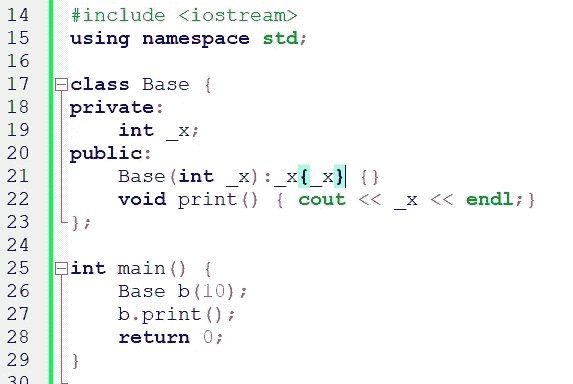 14 #include <iostream>
15 using namespace std;
16
17 class Base {
18 private:
19     int _x;
20 public:
21     Base(int _x):_x{_x} {}
22     void print() { cout << _x << endl;}
23 };
24
25 int main() {
26     Base b(10);
27     b.print();
28     return 0;
29 }
30